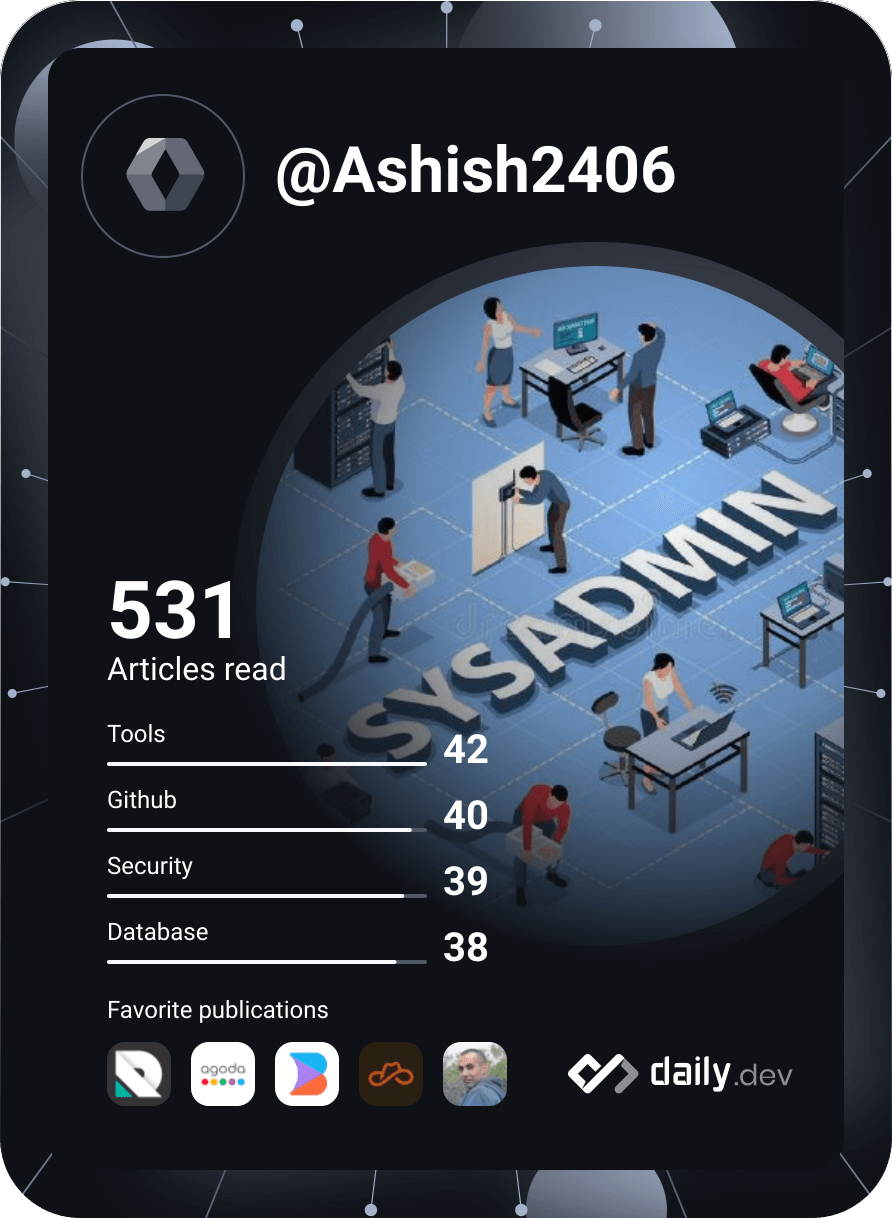 @Ashish2406
SYSADMIN
531
Articles read
Tools
42
Github
40
Security
39
Database
38
Favorite publications
agoda
daily.dev